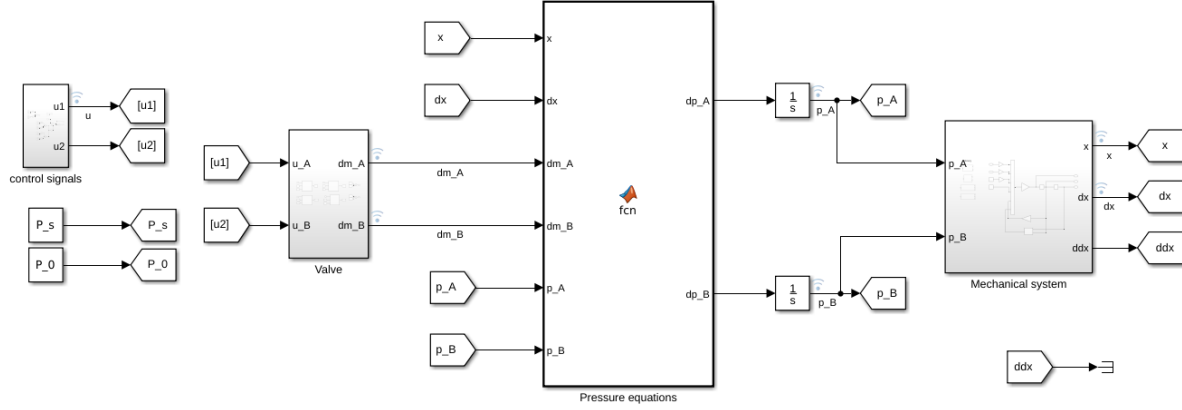 u1
u2
control signals
u
[u1]
[u2]
P_s
P_s
P_0
P_0
[u1]
[u2]
u_A
u_B
dm_A
dm_B
Valve
dm_A
dm_B
x
dx
p_A
p_B
x
dx
dm_A
dm_B
p_A
p_B
fcn
dp_A
dp_B
Pressure equations
1
s
p_A
p_A
1
s
p_B
p_B
p_A
p_B
x
dx
ddx
Mechanical system
x
dx
x
dx
ddx
ddx